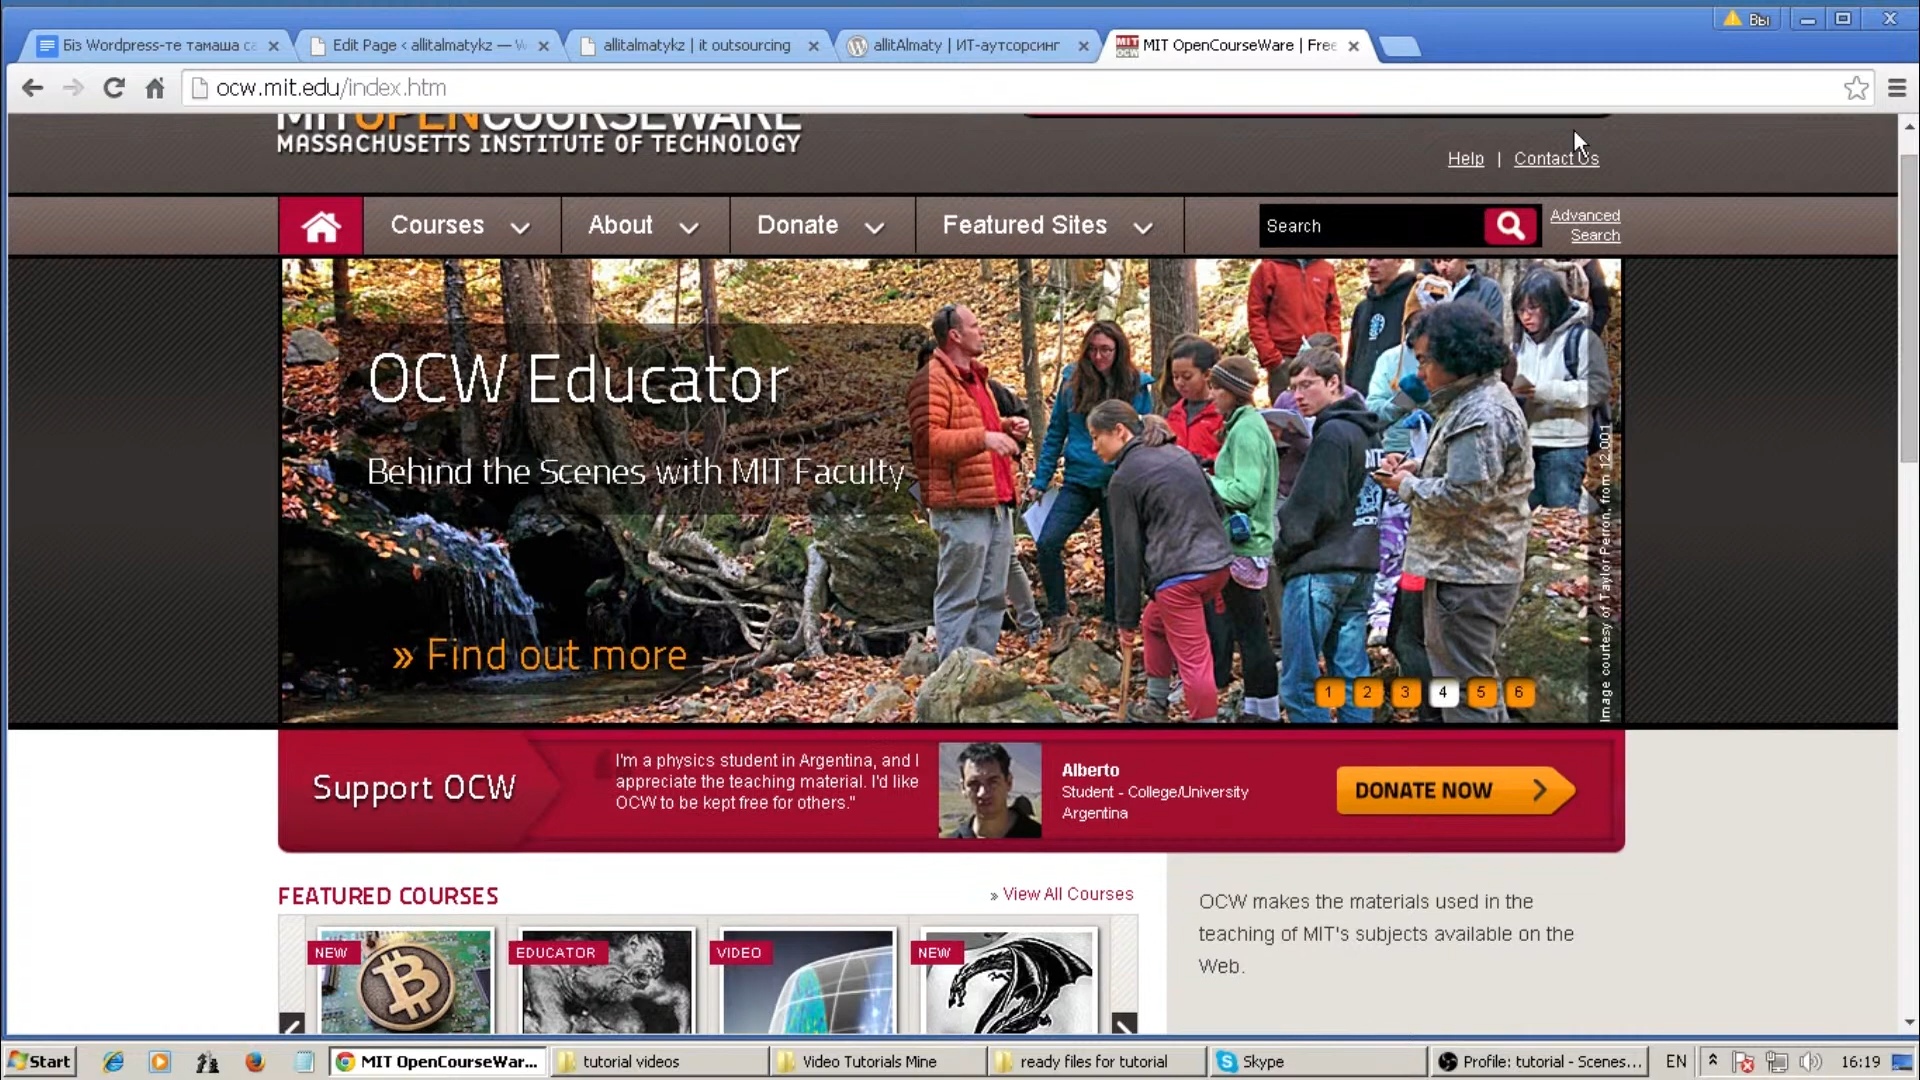 Вы
Біз Wordpress-те тамаша са
Edit Page ‹ allitalmatykz — W
allitalmatykz | it outsourcing
allitAlmaty | ИТ-аутсорсинг
MIT OpenCourseWare | Free
ocw.mit.edu/index.htm
MITOPENCOURSEWARE
MASSACHUSETTS INSTITUTE OF TECHNOLOGY
Help | Contact Us
Courses
About
Donate
Featured Sites
Search
Advanced
Search
OCW Educator
Behind the Scenes with MIT Faculty
» Find out more
1 2 3 4 5 6
Image courtesy of Taylor Perron, from 12.001
Support OCW
I'm a physics student in Argentina, and I
appreciate the teaching material. I'd like
OCW to be kept free for others."
Alberto
Student - College/University
Argentina
DONATE NOW
FEATURED COURSES
» View All Courses
NEW
EDUCATOR
VIDEO
NEW
OCW makes the materials used in the
teaching of MIT's subjects available on the
Web.
Start
MIT OpenCourseWar...
tutorial videos
Video Tutorials Mine
ready files for tutorial
Skype
Profile: tutorial - Scenes...
EN
16:19